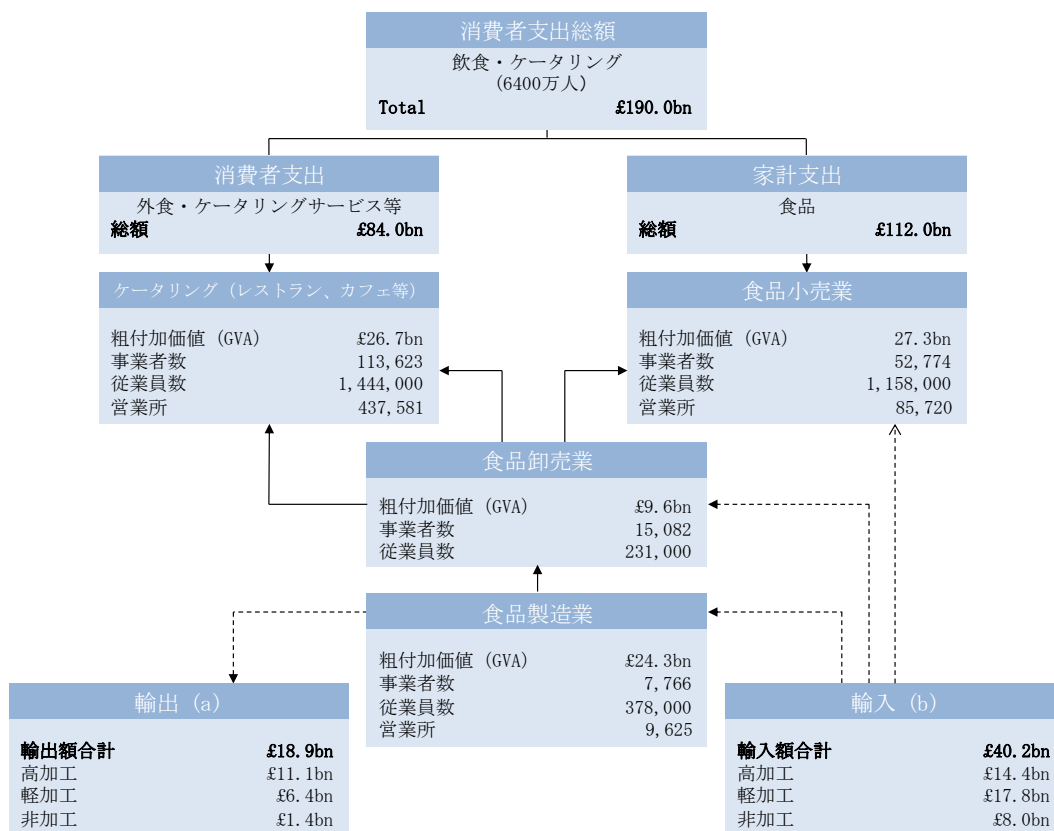 消費者支出総額
飲食・ケータリング
(6400万人)
Total £190.0bn
消費者支出
外食・ケータリングサービス等
総額 £84.0bn
家計支出
食品
総額 £112.0bn
ケータリング（レストラン、カフェ等）
粗付加価値（GVA） £26.7bn
事業者数 113,623
従業員数 1,444,000
営業所 437,581
食品小売業
粗付加価値（GVA） 27.3bn
事業者数 52,774
従業員数 1,158,000
営業所 85,720
食品卸売業
粗付加価値（GVA） £9.6bn
事業者数 15,082
従業員数 231,000
食品製造業
粗付加価値（GVA） £24.3bn
事業者数 7,766
従業員数 378,000
営業所 9,625
輸出（a）
輸出額合計 £18.9bn
高加工 £11.1bn
軽加工 £6.4bn
非加工 £1.4bn
輸入（b）
輸入額合計 £40.2bn
高加工 £14.4bn
軽加工 £17.8bn
非加工 £8.0bn